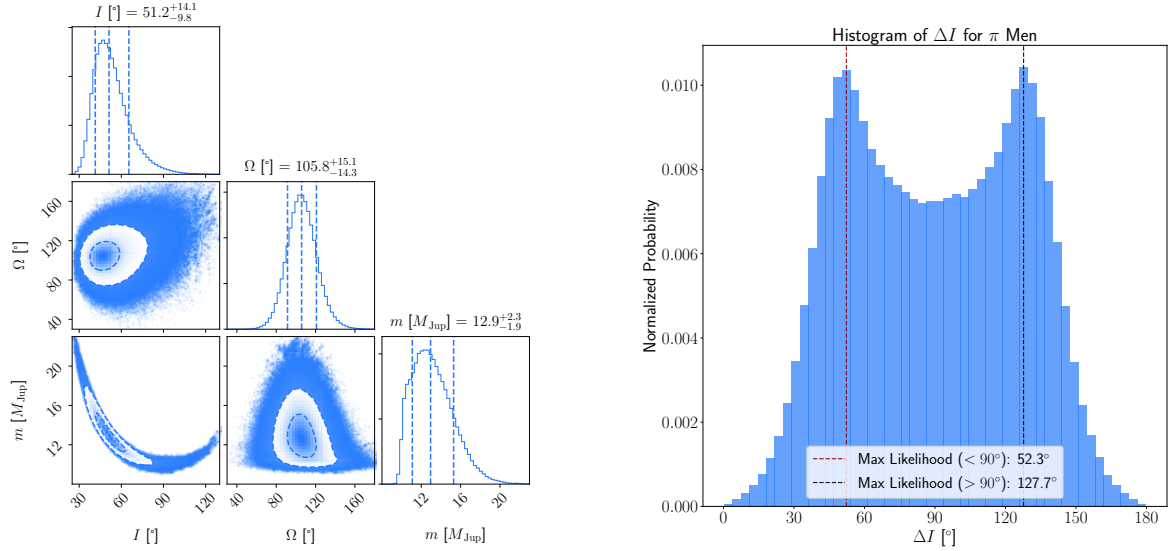 I [°] = 51.2 +14.1 −9.8
Ω [°] = 105.8 +15.1 −14.3
m [M_Jup] = 12.9 +2.3 −1.9
Ω [°]
160
120
80
40
m [M_Jup]
20
16
12
30 60 90 120
I [°]
40 80 120 160
Ω [°]
12 16 20
m [M_Jup]
Histogram of ΔI for π Men
Normalized Probability
0.010
0.008
0.006
0.004
0.002
0.000
Max Likelihood (< 90°): 52.3°
Max Likelihood (> 90°): 127.7°
0 30 60 90 120 150 180
ΔI [°]